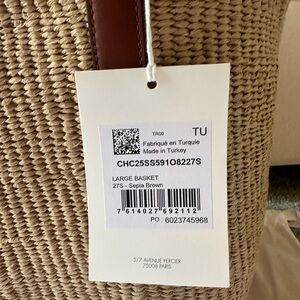 TR00
TU
Fabriqué en Turquie
Made in Turkey
CHC25SS591O8227S
LARGE BASKET
27S - Sepia Brown
7 614027 692112
PO : 6023745968
5/7 AVENUE PERCIER
75008 PARIS